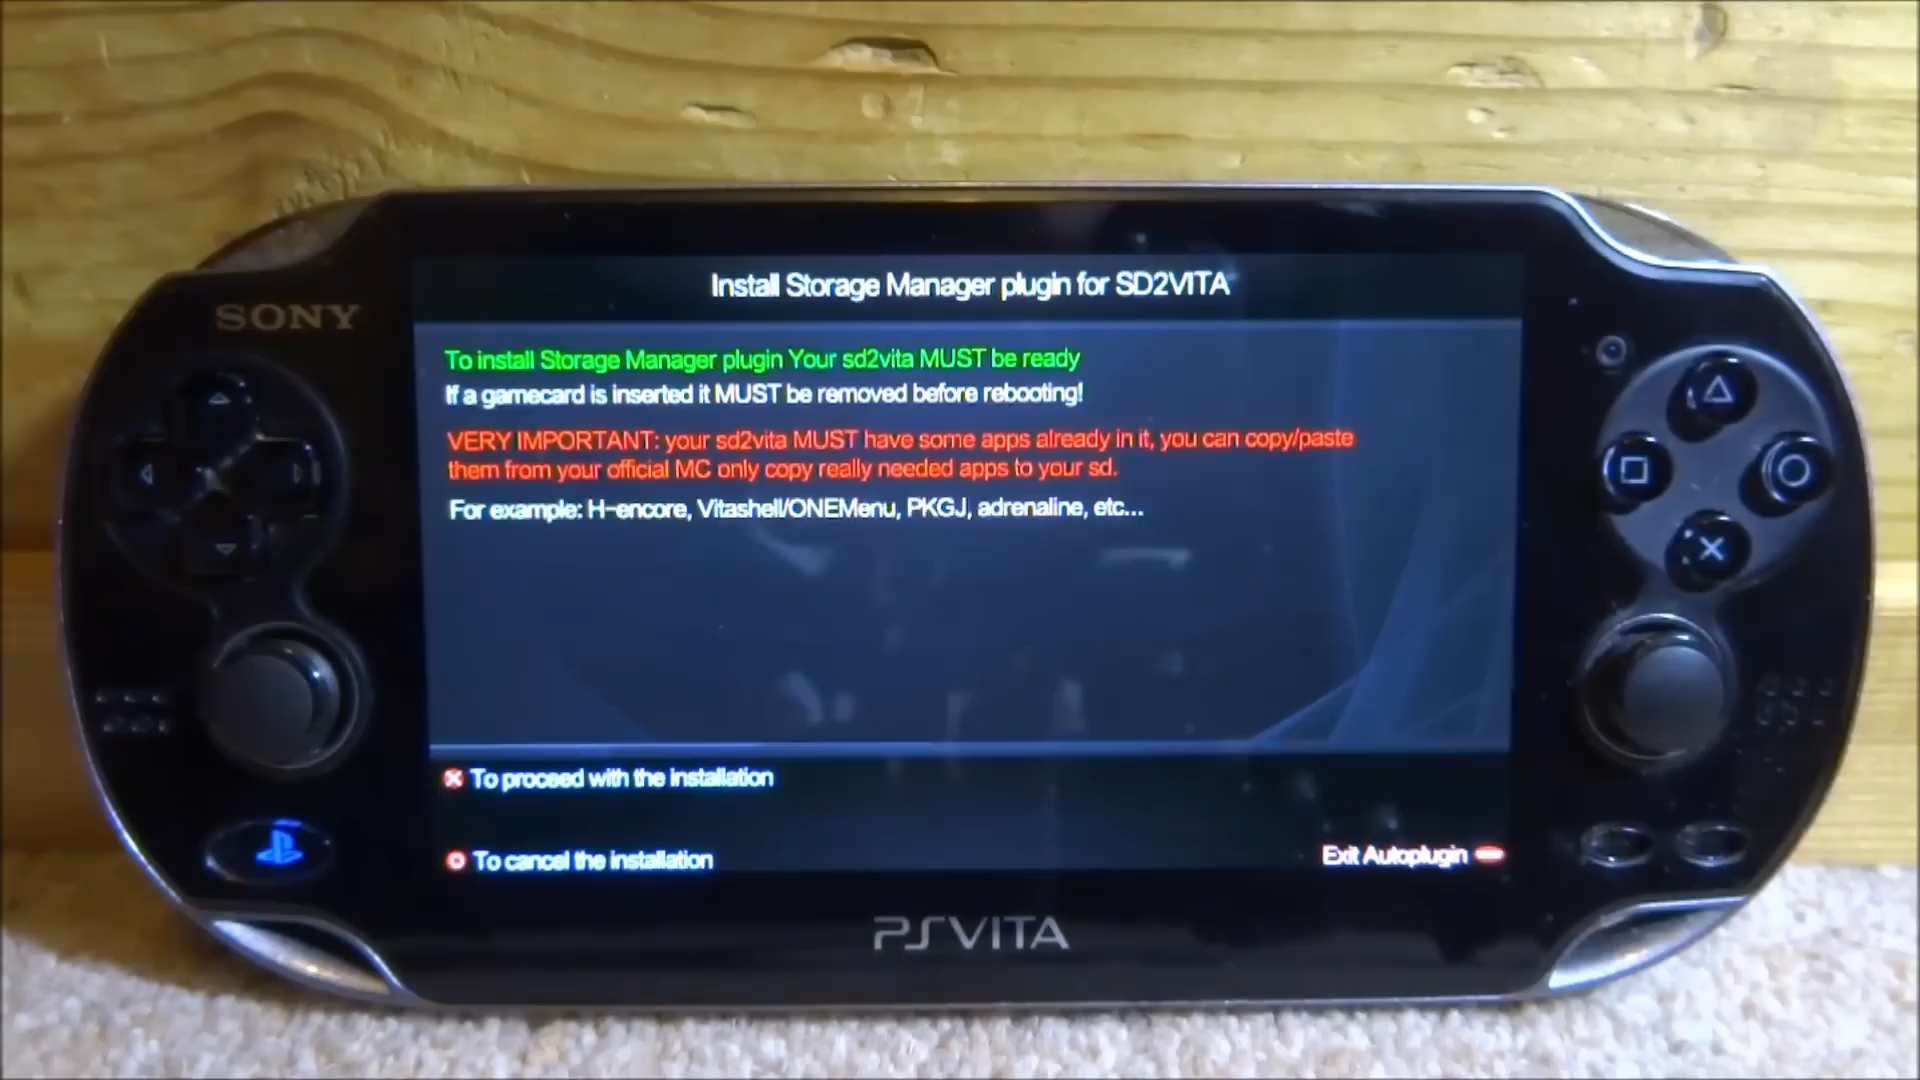 Install Storage Manager plugin for SD2VITA
SONY
To install Storage Manager plugin Your sd2vita MUST be ready
If a gamecard is inserted it MUST be removed before rebooting!
VERY IMPORTANT: your sd2vita MUST have some apps already in it, you can copy/paste
them from your official MC only copy really needed apps to your sd.
For example: H-encore, Vitashell/ONEMenu, PKGJ, adrenaline, etc...
To proceed with the installation
To cancel the installation
Exit Autoplugin
PSVITA